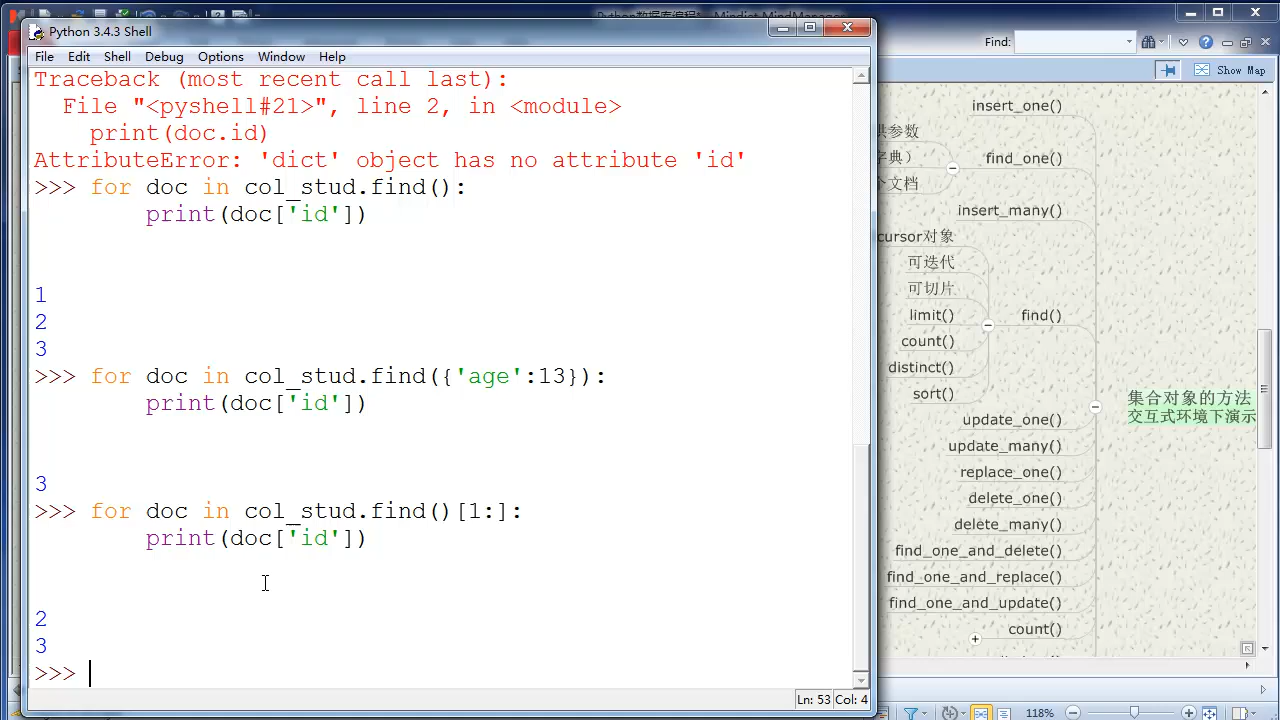 Python 3.4.3 Shell
File Edit Shell Debug Options Window Help
Traceback (most recent call last):
File "<pyshell#21>", line 2, in <module>
print(doc.id)
AttributeError: 'dict' object has no attribute 'id'
>>> for doc in col_stud.find():
print(doc['id'])
1
2
3
>>> for doc in col_stud.find({'age':13}):
print(doc['id'])
3
>>> for doc in col_stud.find()[1:]:
print(doc['id'])
2
3
>>>
Ln: 53 Col: 4
Find:
Show Map
insert_one()
参数
find_one()
insert_many()
cursor对象
可迭代
可切片
limit()
find()
count()
distinct()
sort()
集合对象的方法
交互式环境下演示
update_one()
update_many()
replace_one()
delete_one()
delete_many()
find_one_and_delete()
find_one_and_replace()
find_one_and_update()
count()
118%